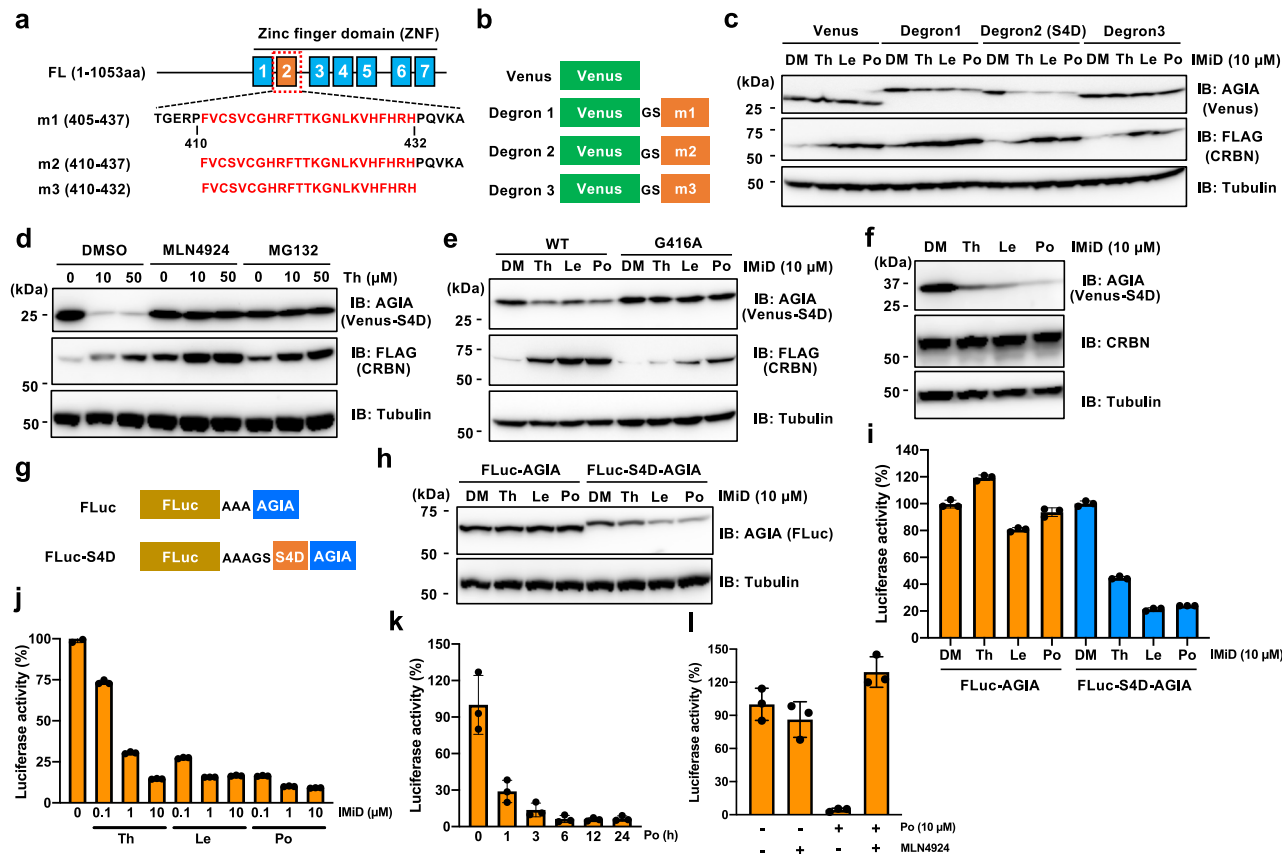 a
Zinc finger domain (ZNF)
FL (1-1053aa)
1 2 3 4 5 6 7
m1 (405-437)
TGERPFVCSVCGHRFTTKGNLKVHFHRHPQVKA
410
432
m2 (410-437)
FVCSVCGHRFTTKGNLKVHFHRHPQVKA
m3 (410-432)
FVCSVCGHRFTTKGNLKVHFHRH
b
Venus Venus
Degron 1 Venus GS m1
Degron 2 Venus GS m2
Degron 3 Venus GS m3
c
Venus Degron1 Degron2 (S4D) Degron3
(kDa) DM Th Le Po DM Th Le Po DM Th Le Po DM Th Le Po IMiD (10 µM)
25
IB: AGIA
(Venus)
75
50
IB: FLAG
(CRBN)
50
IB: Tubulin
d
DMSO MLN4924 MG132
0 10 50 0 10 50 0 10 50 Th (µM)
(kDa)
25
IB: AGIA
(Venus-S4D)
75
50
IB: FLAG
(CRBN)
50
IB: Tubulin
e
WT G416A
DM Th Le Po DM Th Le Po IMiD (10 µM)
(kDa)
37
25
IB: AGIA
(Venus-S4D)
75
50
IB: FLAG
(CRBN)
50
IB: Tubulin
f
DM Th Le Po IMiD (10 µM)
(kDa)
37
25
IB: AGIA
(Venus-S4D)
50
IB: CRBN
50
IB: Tubulin
g
FLuc FLuc AAA AGIA
FLuc-S4D FLuc AAAGS S4D AGIA
h
FLuc-AGIA FLuc-S4D-AGIA
(kDa) DM Th Le Po DM Th Le Po IMiD (10 µM)
75
50
IB: AGIA (FLuc)
50
IB: Tubulin
i
Luciferase activity (%)
140
120
100
80
60
40
20
0
DM Th Le Po DM Th Le Po IMiD (10 µM)
FLuc-AGIA FLuc-S4D-AGIA
j
Luciferase activity (%)
100
75
50
25
0
0 0.1 1 10 0.1 1 10 0.1 1 10 IMiD (µM)
Th Le Po
k
Luciferase activity (%)
150
120
90
60
30
0
0 1 3 6 12 24 Po (h)
l
Luciferase activity (%)
150
120
90
60
30
0
- - + + Po (10 µM)
- + - + MLN4924